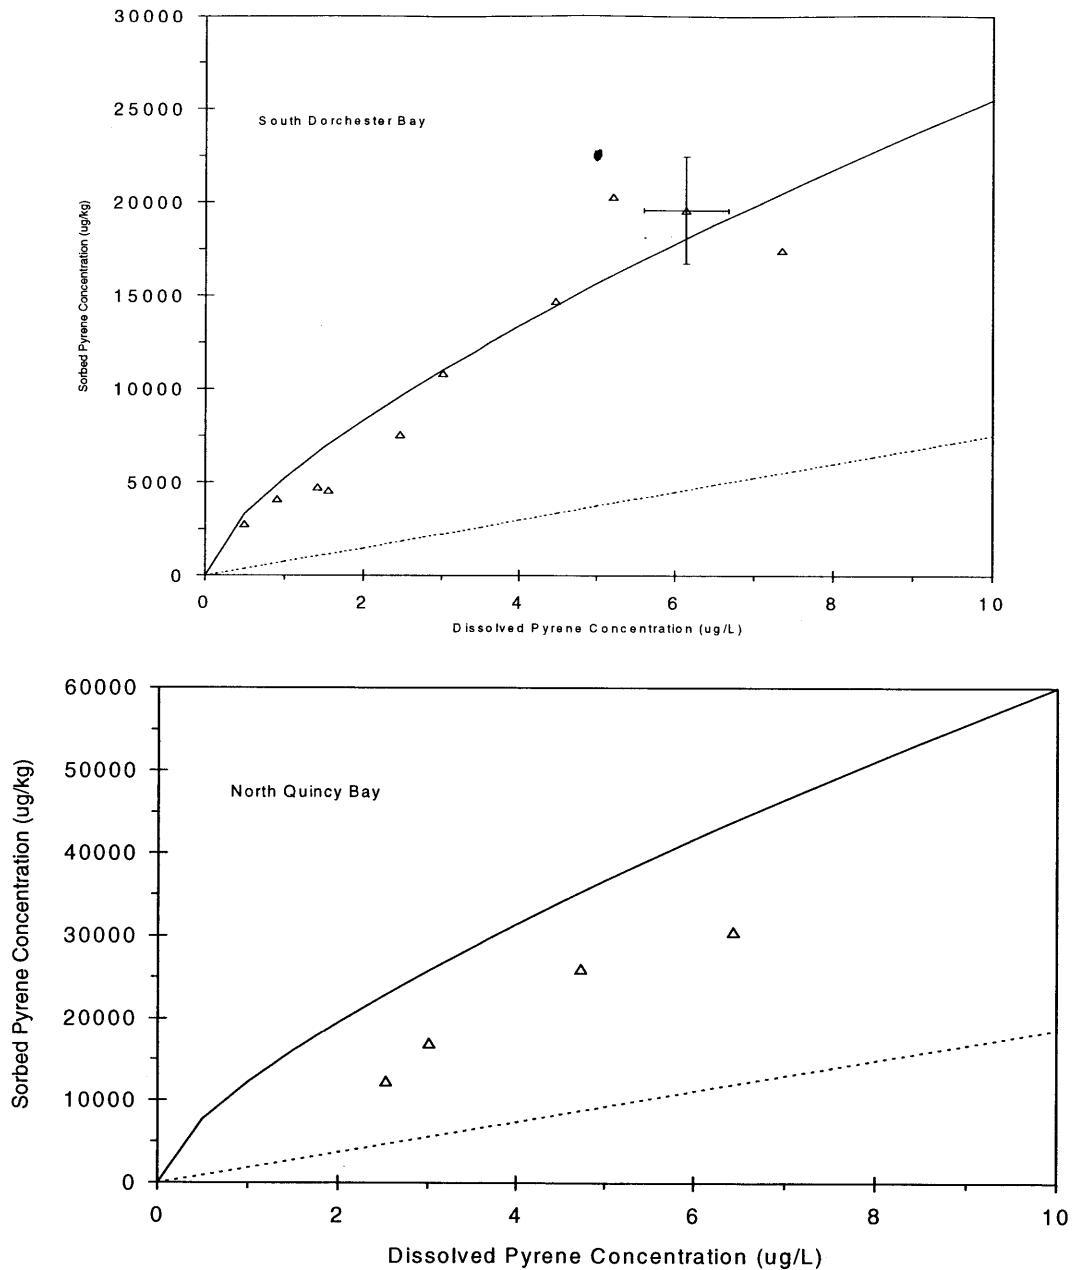 30000
25000
South Dorchester Bay
20000
15000
10000
5000
0
Sorbed Pyrene Concentration (ug/kg)
0 2 4 6 8 10
Dissolved Pyrene Concentration (ug/L)
60000
50000
North Quincy Bay
40000
30000
20000
10000
0
Sorbed Pyrene Concentration (ug/kg)
0 2 4 6 8 10
Dissolved Pyrene Concentration (ug/L)